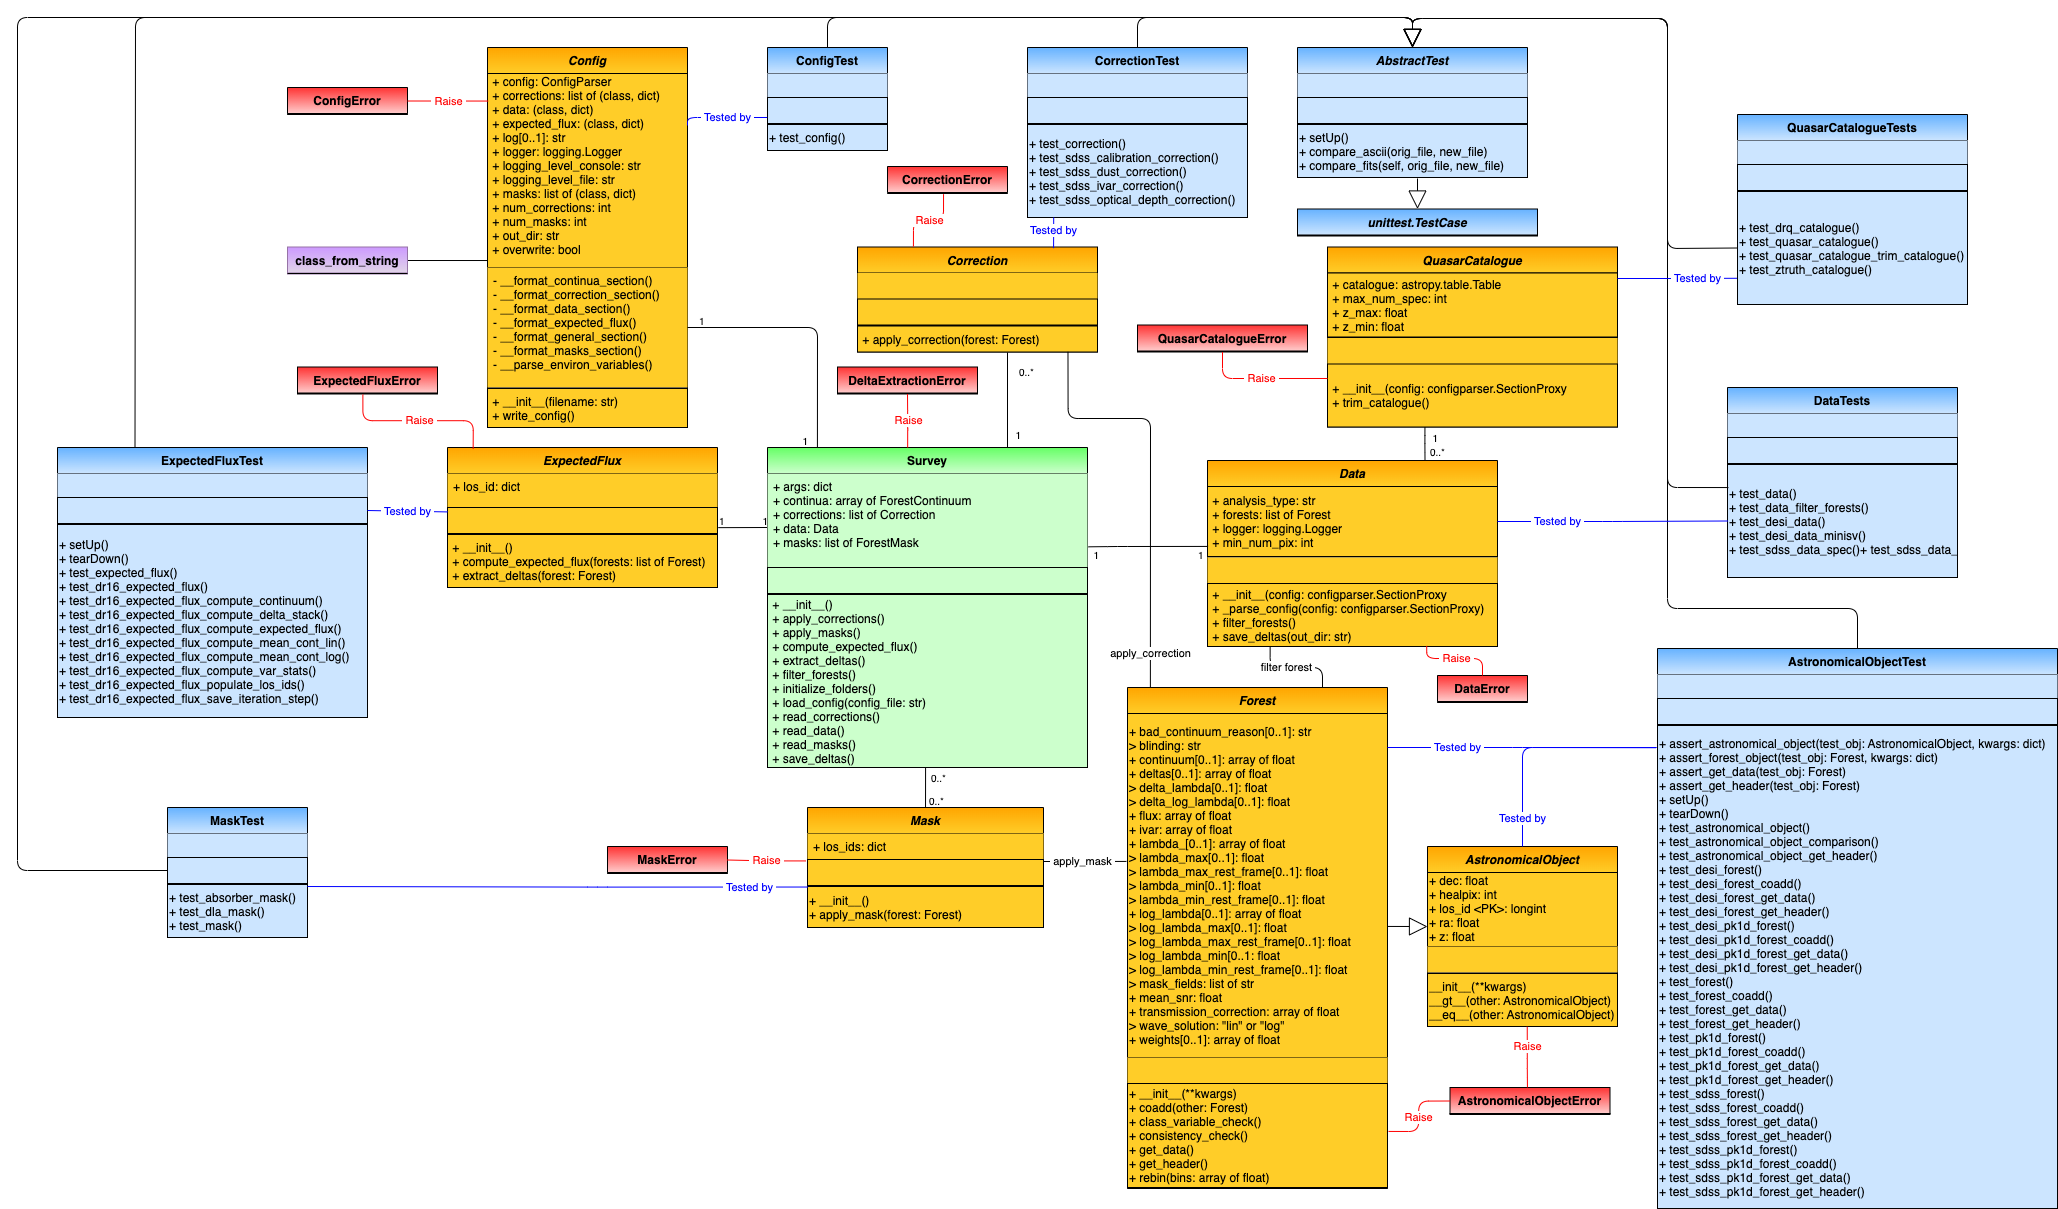 Config
+ config: ConfigParser
+ corrections: list of (class, dict)
+ data: (class, dict)
+ expected_flux: (class, dict)
+ log[0..1]: str
+ logger: logging.Logger
+ logging_level_console: str
+ logging_level_file: str
+ masks: list of (class, dict)
+ num_corrections: int
+ num_masks: int
+ out_dir: str
+ overwrite: bool
- __format_continua_section()
- __format_correction_section()
- __format_data_section()
- __format_expected_flux()
- __format_general_section()
- __format_masks_section()
- __parse_environ_variables()
+ __init__(filename: str)
+ write_config()
ConfigError
Raise
class_from_string
ConfigTest
+ test_config()
Tested by
CorrectionTest
+ test_correction()
+ test_sdss_calibration_correction()
+ test_sdss_dust_correction()
+ test_sdss_ivar_correction()
+ test_sdss_optical_depth_correction()
Tested by
AbstractTest
+ setUp()
+ compare_ascii(orig_file, new_file)
+ compare_fits(self, orig_file, new_file)
unittest.TestCase
QuasarCatalogueTests
+ test_drq_catalogue()
+ test_quasar_catalogue()
+ test_quasar_catalogue_trim_catalogue()
+ test_ztruth_catalogue()
Tested by
CorrectionError
Raise
Correction
+ apply_correction(forest: Forest)
QuasarCatalogue
+ catalogue: astropy.table.Table
+ max_num_spec: int
+ z_max: float
+ z_min: float
+ __init__(config: configparser.SectionProxy
+ trim_catalogue()
QuasarCatalogueError
Raise
1
1
0..*
1
1
0..*
ExpectedFluxError
Raise
DeltaExtractionError
Raise
DataTests
+ test_data()
+ test_data_filter_forests()
+ test_desi_data()
+ test_desi_data_minisv()
+ test_sdss_data_spec()+ test_sdss_data_
Tested by
ExpectedFluxTest
+ setUp()
+ tearDown()
+ test_expected_flux()
+ test_dr16_expected_flux()
+ test_dr16_expected_flux_compute_continuum()
+ test_dr16_expected_flux_compute_delta_stack()
+ test_dr16_expected_flux_compute_expected_flux()
+ test_dr16_expected_flux_compute_mean_cont_lin()
+ test_dr16_expected_flux_compute_mean_cont_log()
+ test_dr16_expected_flux_compute_var_stats()
+ test_dr16_expected_flux_populate_los_ids()
+ test_dr16_expected_flux_save_iteration_step()
Tested by
ExpectedFlux
+ los_id: dict
+ __init__()
+ compute_expected_flux(forests: list of Forest)
+ extract_deltas(forest: Forest)
1
1
Survey
+ args: dict
+ continua: array of ForestContinuum
+ corrections: list of Correction
+ data: Data
+ masks: list of ForestMask
+ __init__()
+ apply_corrections()
+ apply_masks()
+ compute_expected_flux()
+ extract_deltas()
+ filter_forests()
+ initialize_folders()
+ load_config(config_file: str)
+ read_corrections()
+ read_data()
+ read_masks()
+ save_deltas()
1
1
Data
+ analysis_type: str
+ forests: list of Forest
+ logger: logging.Logger
+ min_num_pix: int
+ __init__(config: configparser.SectionProxy
+ _parse_config(config: configparser.SectionProxy)
+ filter_forests()
+ save_deltas(out_dir: str)
apply_correction
filter forest
Raise
DataError
0..*
0..*
Forest
+ bad_continuum_reason[0..1]: str
> blinding: str
+ continuum[0..1]: array of float
+ deltas[0..1]: array of float
> delta_lambda[0..1]: float
> delta_log_lambda[0..1]: float
+ flux: array of float
+ ivar: array of float
+ lambda_[0..1]: array of float
> lambda_max[0..1]: float
> lambda_max_rest_frame[0..1]: float
> lambda_min[0..1]: float
> lambda_min_rest_frame[0..1]: float
+ log_lambda[0..1]: array of float
> log_lambda_max[0..1]: float
> log_lambda_max_rest_frame[0..1]: float
> log_lambda_min[0..1: float
> log_lambda_min_rest_frame[0..1]: float
> mask_fields: list of str
+ mean_snr: float
+ transmission_correction: array of float
> wave_solution: "lin" or "log"
+ weights[0..1]: array of float
+ __init__(**kwargs)
+ coadd(other: Forest)
+ class_variable_check()
+ consistency_check()
+ get_data()
+ get_header()
+ rebin(bins: array of float)
Tested by
Tested by
AstronomicalObject
+ dec: float
+ healpix: int
+ los_id <PK>: longint
+ ra: float
+ z: float
__init__(**kwargs)
__gt__(other: AstronomicalObject)
__eq__(other: AstronomicalObject)
Raise
AstronomicalObjectError
Raise
MaskTest
+ test_absorber_mask()
+ test_dla_mask()
+ test_mask()
Tested by
MaskError
Raise
Mask
+ los_ids: dict
+ __init__()
+ apply_mask(forest: Forest)
apply_mask
AstronomicalObjectTest
+ assert_astronomical_object(test_obj: AstronomicalObject, kwargs: dict)
+ assert_forest_object(test_obj: Forest, kwargs: dict)
+ assert_get_data(test_obj: Forest)
+ assert_get_header(test_obj: Forest)
+ setUp()
+ tearDown()
+ test_astronomical_object()
+ test_astronomical_object_comparison()
+ test_astronomical_object_get_header()
+ test_desi_forest()
+ test_desi_forest_coadd()
+ test_desi_forest_get_data()
+ test_desi_forest_get_header()
+ test_desi_pk1d_forest()
+ test_desi_pk1d_forest_coadd()
+ test_desi_pk1d_forest_get_data()
+ test_desi_pk1d_forest_get_header()
+ test_forest()
+ test_forest_coadd()
+ test_forest_get_data()
+ test_forest_get_header()
+ test_pk1d_forest()
+ test_pk1d_forest_coadd()
+ test_pk1d_forest_get_data()
+ test_pk1d_forest_get_header()
+ test_sdss_forest()
+ test_sdss_forest_coadd()
+ test_sdss_forest_get_data()
+ test_sdss_forest_get_header()
+ test_sdss_pk1d_forest()
+ test_sdss_pk1d_forest_coadd()
+ test_sdss_pk1d_forest_get_data()
+ test_sdss_pk1d_forest_get_header()